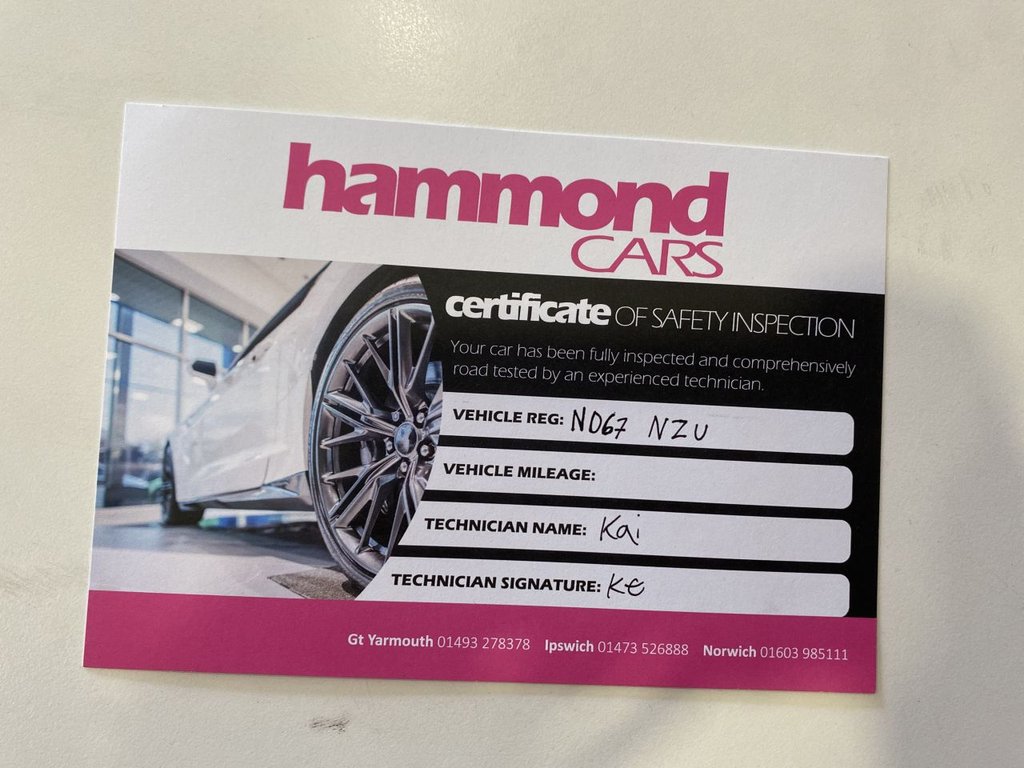 hammond
CARS
certificate OF SAFETY INSPECTION
Your car has been fully inspected and comprehensively
road tested by an experienced technician.
VEHICLE REG: ND67 NZU
VEHICLE MILEAGE:
TECHNICIAN NAME: Kai
TECHNICIAN SIGNATURE: Ke
Gt Yarmouth 01493 278378 Ipswich 01473 526888 Norwich 01603 985111